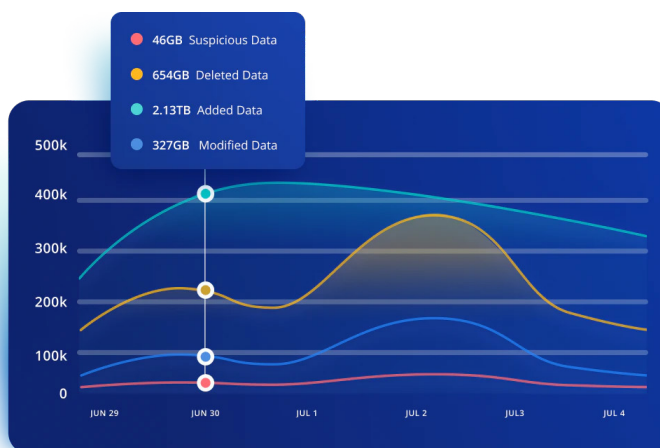 46GB Suspicious Data
654GB Deleted Data
2.13TB Added Data
327GB Modified Data
500k
400k
300k
200k
100k
0
JUN 29 JUN 30 JUL 1 JUL 2 JUL3 JUL 4